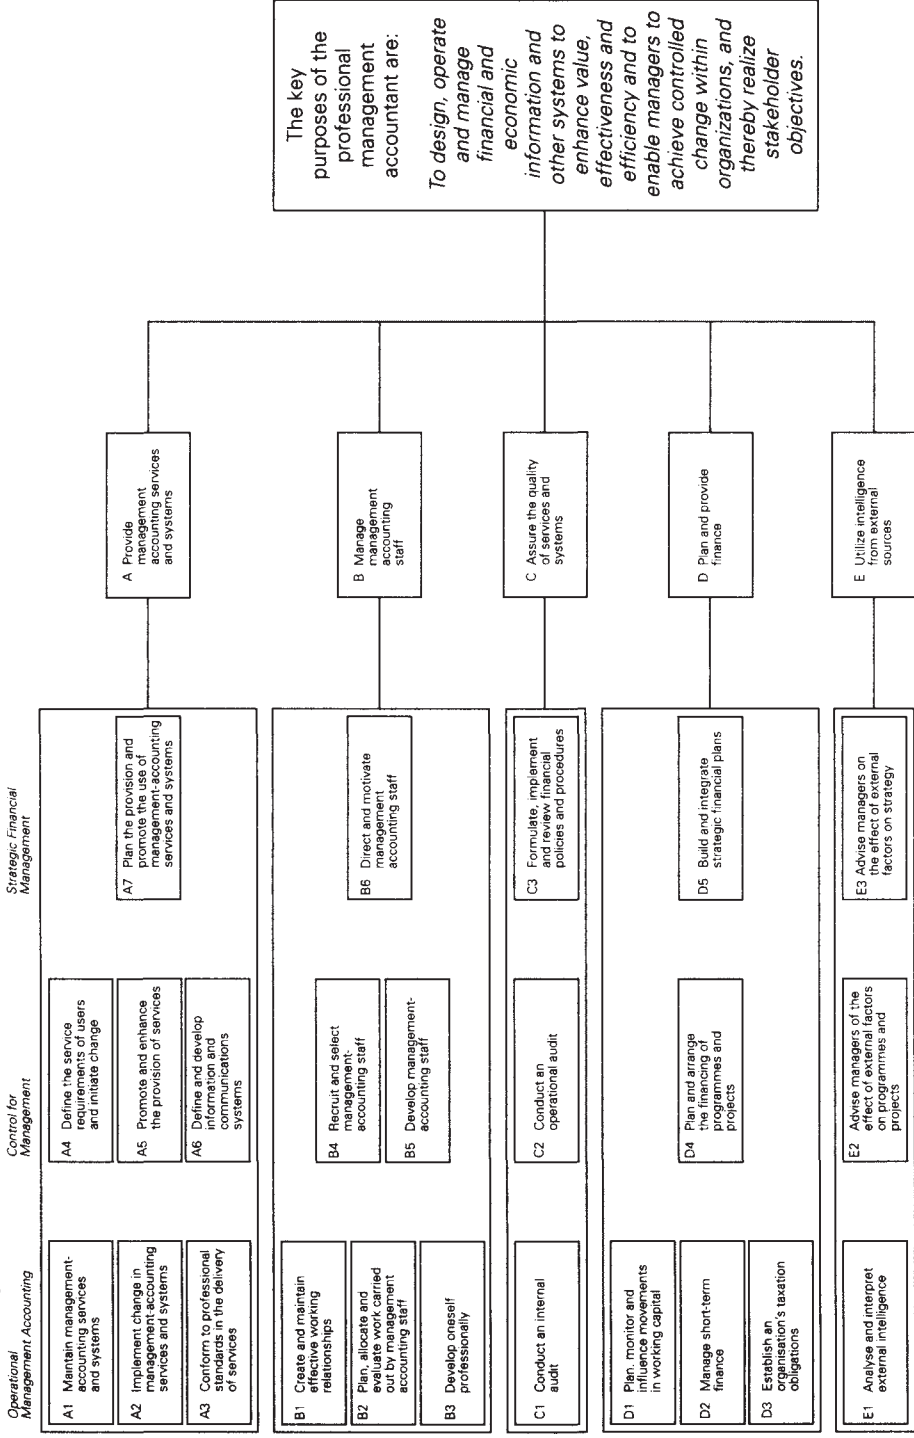 The key
purposes of the
professional
management
accountant are:
To design, operate
and manage
financial and
economic
information and
other systems to
enhance value,
effectiveness and
efficiency and to
enable managers to
achieve controlled
change within
organizations, and
thereby realize
stakeholder
objectives.
A Provide
management
accounting services
and systems
B Manage
management
accounting
staff
C Assure the quality
of services and
systems
D Plan and provide
finance
E Utilize intelligence
from external
sources
Strategic Financial
Management
A7 Plan the provision and
promote the use of
management-accounting
services and systems
B6 Direct and motivate
management
accounting staff
C3 Formulate, implement
and review financial
policies and procedures
D5 Build and integrate
strategic financial plans
E3 Advise managers on
the effect of external
factors on strategy
Control for
Management
A4 Define the service
requirements of users
and initiate change
A5 Promote and enhance
the provision of services
A6 Define and develop
information and
communications
systems
B4 Recruit and select
management-
accounting staff
B5 Develop management-
accounting staff
C2 Conduct an
operational audit
D4 Plan and arrange
the financing of
programmes and
projects
E2 Advise managers of the
effect of external factors
on programmes and
projects
Operational
Management Accounting
A1 Maintain management-
accounting services
and systems
A2 Implement change in
management-accounting
services and systems
A3 Conform to professional
standards in the delivery
of services
B1 Create and maintain
effective working
relationships
B2 Plan, allocate and
evaluate work carried
out by management
accounting staff
B3 Develop oneself
professionally
C1 Conduct an internal
audit
D1 Plan, monitor and
influence movements
in working capital
D2 Manage short-term
finance
D3 Establish an
organisation's taxation
obligations
E1 Analyse and interpret
external intelligence